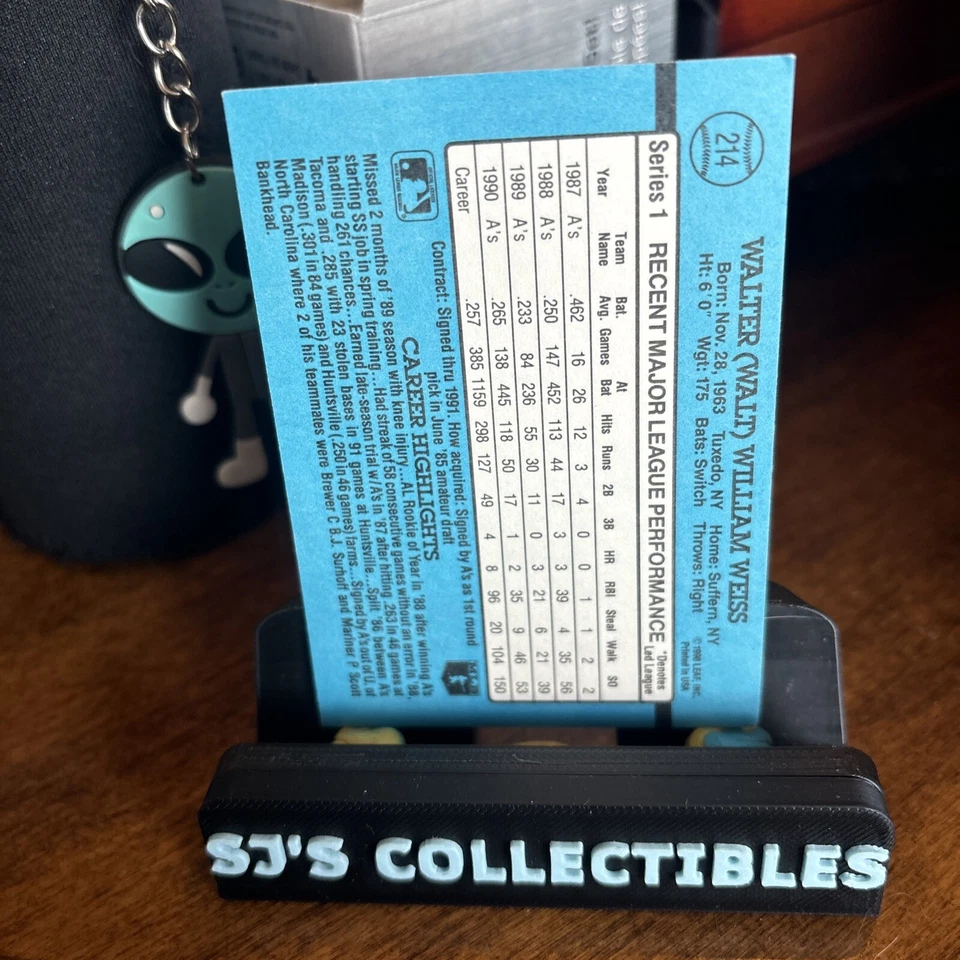 214
WALTER (WALT) WILLIAM WEISS
Born: Nov. 28, 1963 Tuxedo, NY Home: Suffern, NY
Ht: 6' 0" Wgt: 175 Bats: Switch Throws: Right
©1990 LEAF, INC.
Printed in USA
Series 1 RECENT MAJOR LEAGUE PERFORMANCE
*Denotes
Led League
Team Bat. At
Year Name Avg. Games Bat Hits Runs 2B 3B HR RBI Steal Walk SO
1987 A's .462 16 26 12 3 4 0 0 1 1 2 2
1988 A's .250 147 452 113 44 17 3 3 39 4 35 56
1989 A's .233 84 236 55 30 11 0 3 21 6 21 39
1990 A's .265 138 445 118 50 17 1 2 35 9 46 53
Career .257 385 1159 298 127 49 4 8 96 20 104 150
Contract: Signed thru 1991. How acquired: Signed by A's as 1st round
pick in June '85 amateur draft
CAREER HIGHLIGHTS
Missed 2 months of '89 season with knee injury...AL Rookie of Year in '88 after winning A's
starting SS job in spring training...Had streak of 58 consecutive games without an error in '88,
handling 261 chances...Earned late-season trial w/A's in '87 after hitting .263 in 46 games at
Tacoma and .285 with 23 stolen bases in 91 games at Huntsville...Split '86 between A's
Madison (.301 in 84 games) and Huntsville (.250 in 46 games) farms...Signed by A's out of U. of
North Carolina where 2 of his teammates were Brewer C B.J. Surhoff and Mariner P Scott
Bankhead.
SJ'S COLLECTIBLES